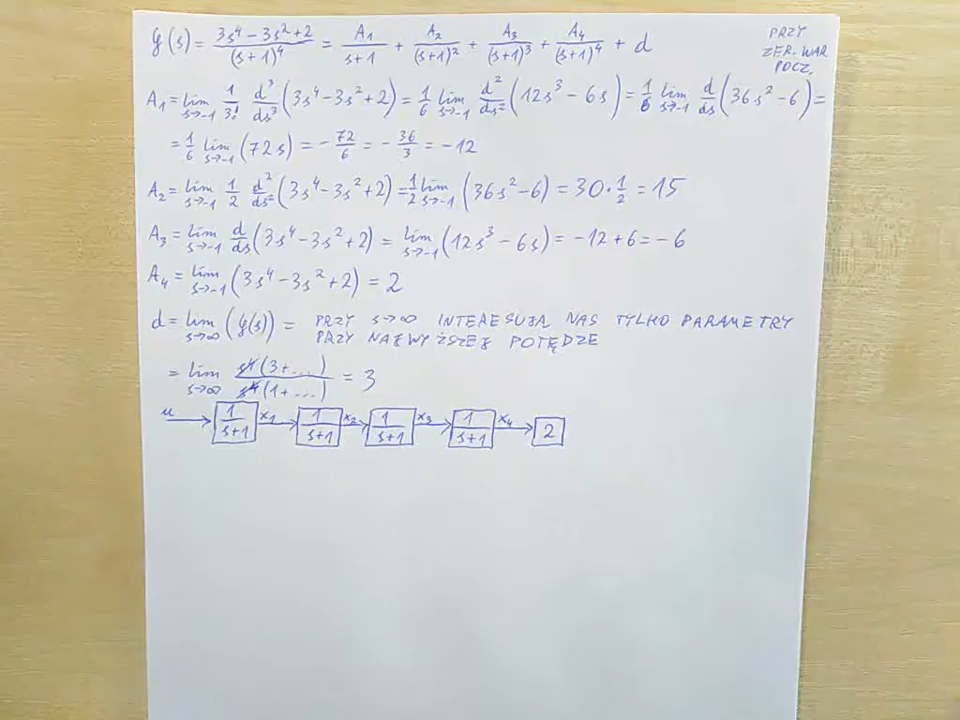 g(s) = (3s⁴ - 3s² + 2)/(s+1)⁴ = A₁/(s+1) + A₂/(s+1)² + A₃/(s+1)³ + A₄/(s+1)⁴ + d
PRZY
ZER. WAR
POCZ.
A₁ = lim s→-1 1/3! d³/ds³ (3s⁴ - 3s² + 2) = 1/6 lim s→-1 d²/ds² (12s³ - 6s) = 1/6 lim s→-1 d/ds (36s² - 6) =
= 1/6 lim s→-1 (72s) = -72/6 = -36/3 = -12
A₂ = lim s→-1 1/2 d²/ds² (3s⁴ - 3s² + 2) = 1/2 lim s→-1 (36s² - 6) = 30 · 1/2 = 15
A₃ = lim s→-1 d/ds (3s⁴ - 3s² + 2) = lim s→-1 (12s³ - 6s) = -12 + 6 = -6
A₄ = lim s→-1 (3s⁴ - 3s² + 2) = 2
d = lim s→∞ (g(s)) = PRZY s→∞ INTERESUJĄ NAS TYLKO PARAMETRY
PRZY NAJWYŻSZEJ POTĘDZE
= lim s→∞ s⁴(3+...)/s⁴(1+...) = 3
u 1/(s+1) x₁ 1/(s+1) x₂ 1/(s+1) x₃ 1/(s+1) x₄ 2